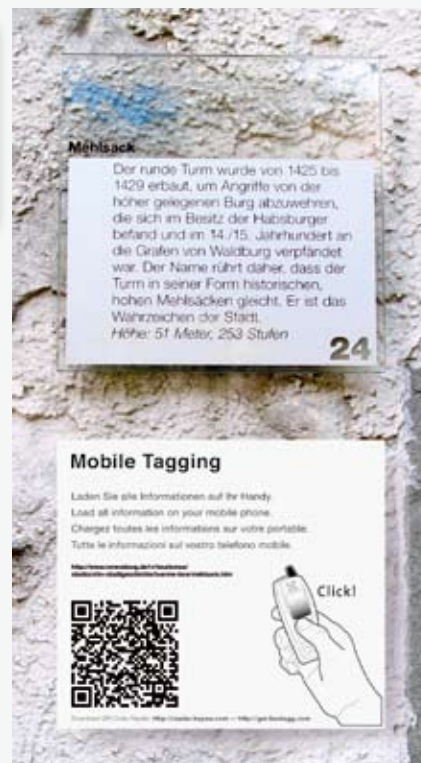 Mehlsack
Der runde Turm wurde von 1425 bis
1429 erbaut, um Angriffe von der
höher gelegenen Burg abzuwehren,
die sich im Besitz der Habsburger
befand und im 14./15. Jahrhundert an
die Grafen von Waldburg verpfändet
war. Der Name rührt daher, dass der
Turm in seiner Form historischen,
hohen Mehlsäcken gleicht. Er ist das
Wahrzeichen der Stadt.
Höhe: 51 Meter, 253 Stufen
24
Mobile Tagging
Laden Sie alle Informationen auf Ihr Handy.
Load all information on your mobile phone.
Chargez toutes les informations sur votre portable.
Tutte le informazioni sul vostro telefono mobile.
Click!
Download QR Code Reader: